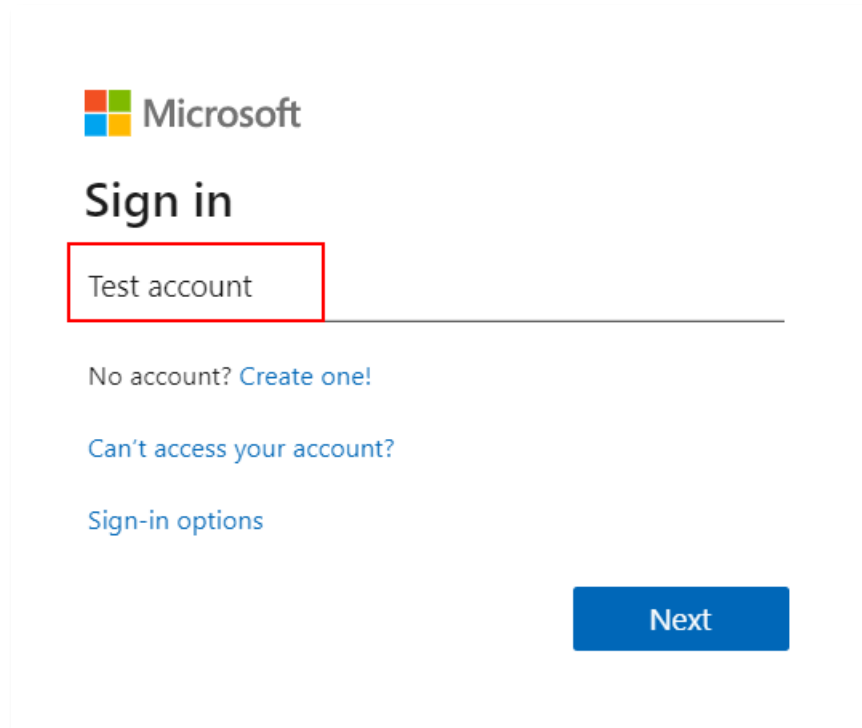 Microsoft
Sign in
Test account
No account? Create one!
Can't access your account?
Sign-in options
Next